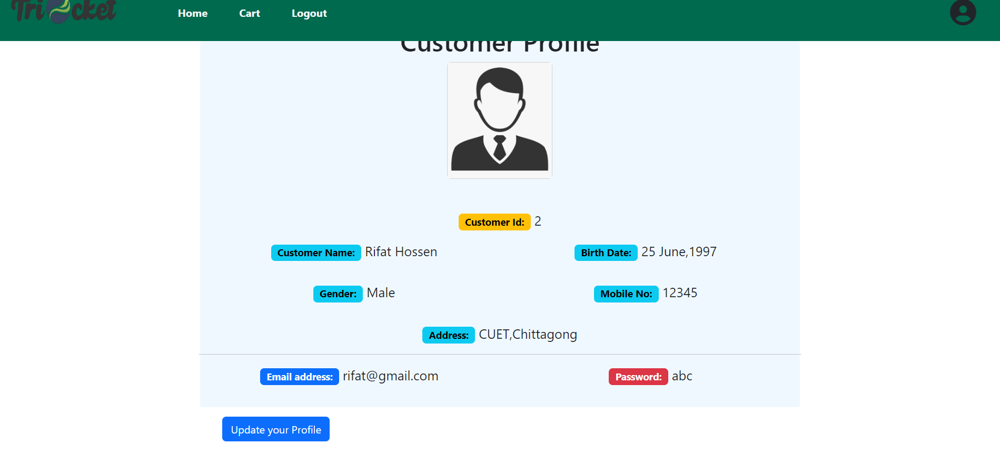 Tri cket
Home Cart Logout
Customer Profile
Customer Id: 2
Customer Name: Rifat Hossen Birth Date: 25 June,1997
Gender: Male Mobile No: 12345
Address: CUET,Chittagong
Email address: rifat@gmail.com Password: abc
Update your Profile